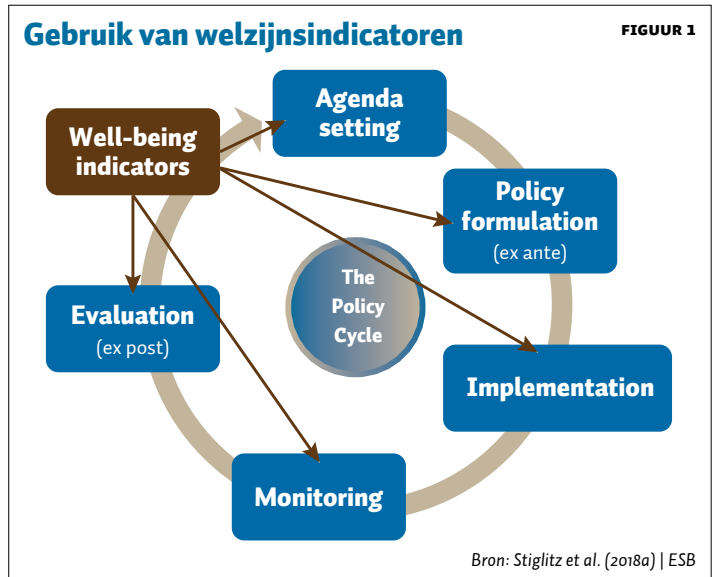 Gebruik van welzijnsindicatoren
FIGUUR 1
Agenda
setting
Well-being
indicators
Policy
formulation
(ex ante)
The
Policy
Cycle
Evaluation
(ex post)
Implementation
Monitoring
Bron: Stiglitz et al. (2018a) | ESB